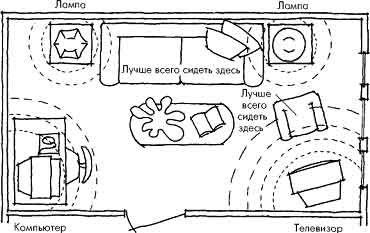 Лампа
Лампа
Лучше всего сидеть здесь
Лучше
всего
сидеть
здесь
Компьютер
Телевизор